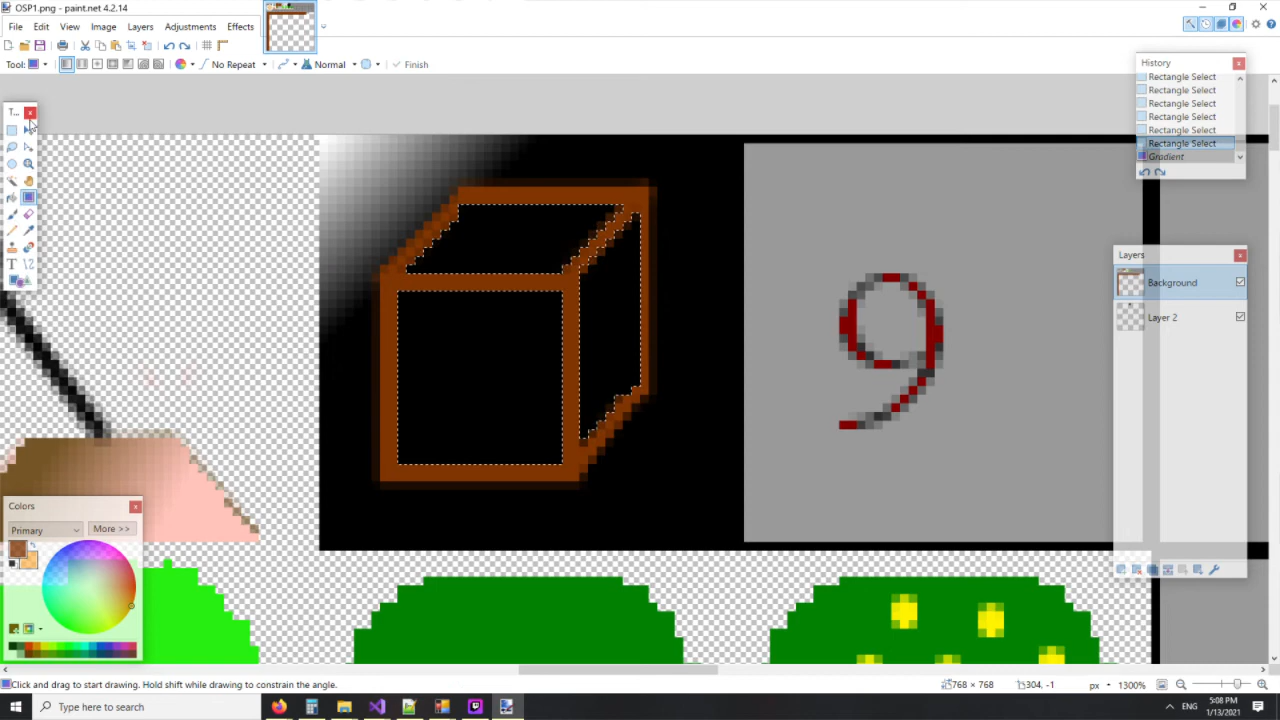 OSP1.png - paint.net 4.2.14
File Edit View Image Layers Adjustments Effects
Tool: No Repeat Normal Finish
T...
History
Rectangle Select
Rectangle Select
Rectangle Select
Rectangle Select
Rectangle Select
Rectangle Select
Gradient
9
Layers
Background
Layer 2
Colors
Primary More >>
Click and drag to start drawing. Hold shift while drawing to constrain the angle.
768 × 768 304, -1 px 1300%
Type here to search
ENG 5:08 PM
1/13/2021